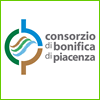 consorzio
di bonifica
di piacenza